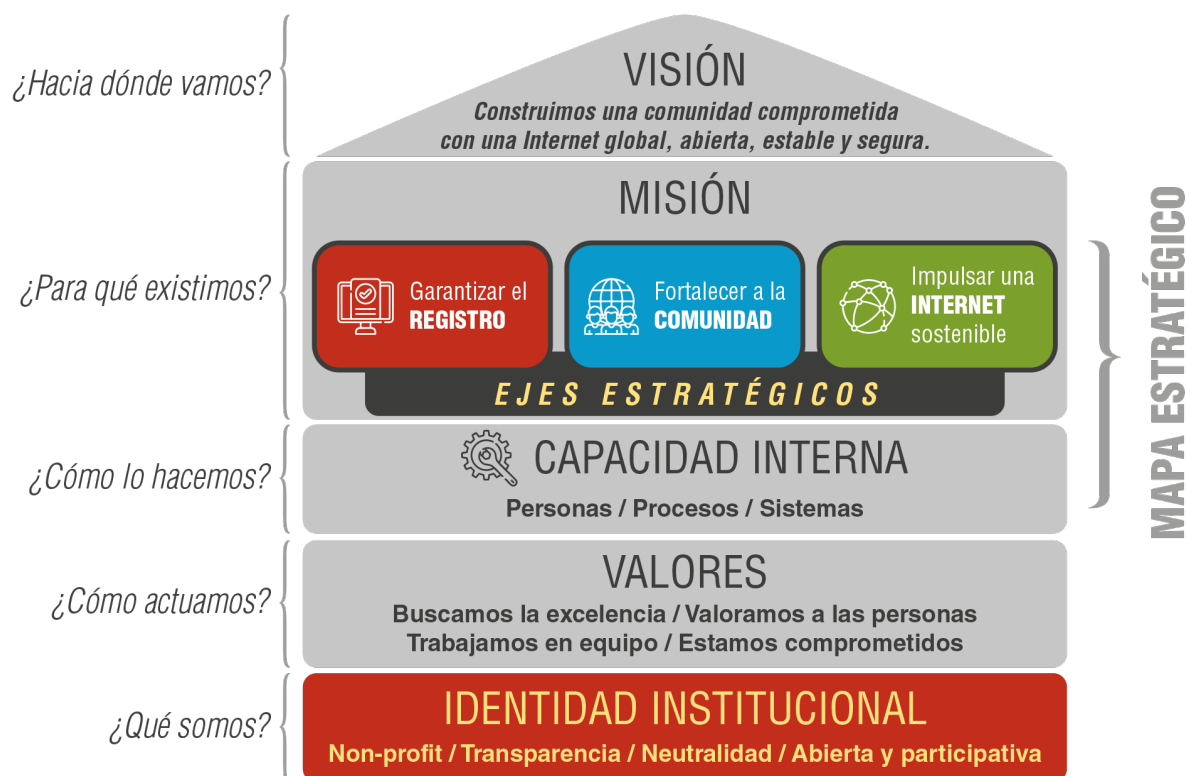 ¿Hacia dónde vamos?
VISIÓN
Construimos una comunidad comprometida
con una Internet global, abierta, estable y segura.
¿Para qué existimos?
MISIÓN
Garantizar el
REGISTRO
Fortalecer a la
COMUNIDAD
Impulsar una
INTERNET
sostenible
EJES ESTRATÉGICOS
¿Cómo lo hacemos?
CAPACIDAD INTERNA
Personas / Procesos / Sistemas
MAPA ESTRATÉGICO
¿Cómo actuamos?
VALORES
Buscamos la excelencia / Valoramos a las personas
Trabajamos en equipo / Estamos comprometidos
¿Qué somos?
IDENTIDAD INSTITUCIONAL
Non-profit / Transparencia / Neutralidad / Abierta y participativa